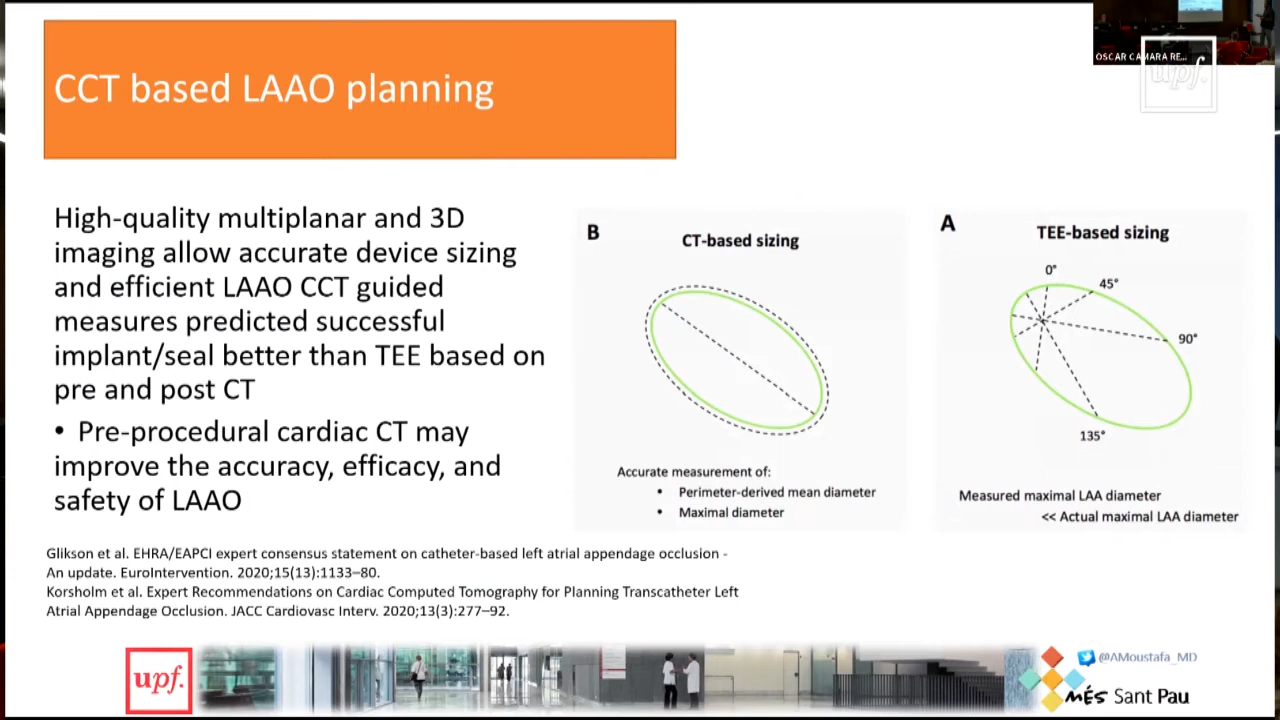 CCT based LAAO planning
ÓSCAR CÁMARA RE...
upf.
High-quality multiplanar and 3D
imaging allow accurate device sizing
and efficient LAAO CCT guided
measures predicted successful
implant/seal better than TEE based on
pre and post CT
• Pre-procedural cardiac CT may
improve the accuracy, efficacy, and
safety of LAAO
B
CT-based sizing
Accurate measurement of:
• Perimeter-derived mean diameter
• Maximal diameter
A
TEE-based sizing
0°
45°
90°
135°
Measured maximal LAA diameter
<< Actual maximal LAA diameter
Glikson et al. EHRA/EAPCI expert consensus statement on catheter-based left atrial appendage occlusion -
An update. EuroIntervention. 2020;15(13):1133–80.
Korsholm et al. Expert Recommendations on Cardiac Computed Tomography for Planning Transcatheter Left
Atrial Appendage Occlusion. JACC Cardiovasc Interv. 2020;13(3):277–92.
upf.
@AMoustafa_MD
MÉS Sant Pau